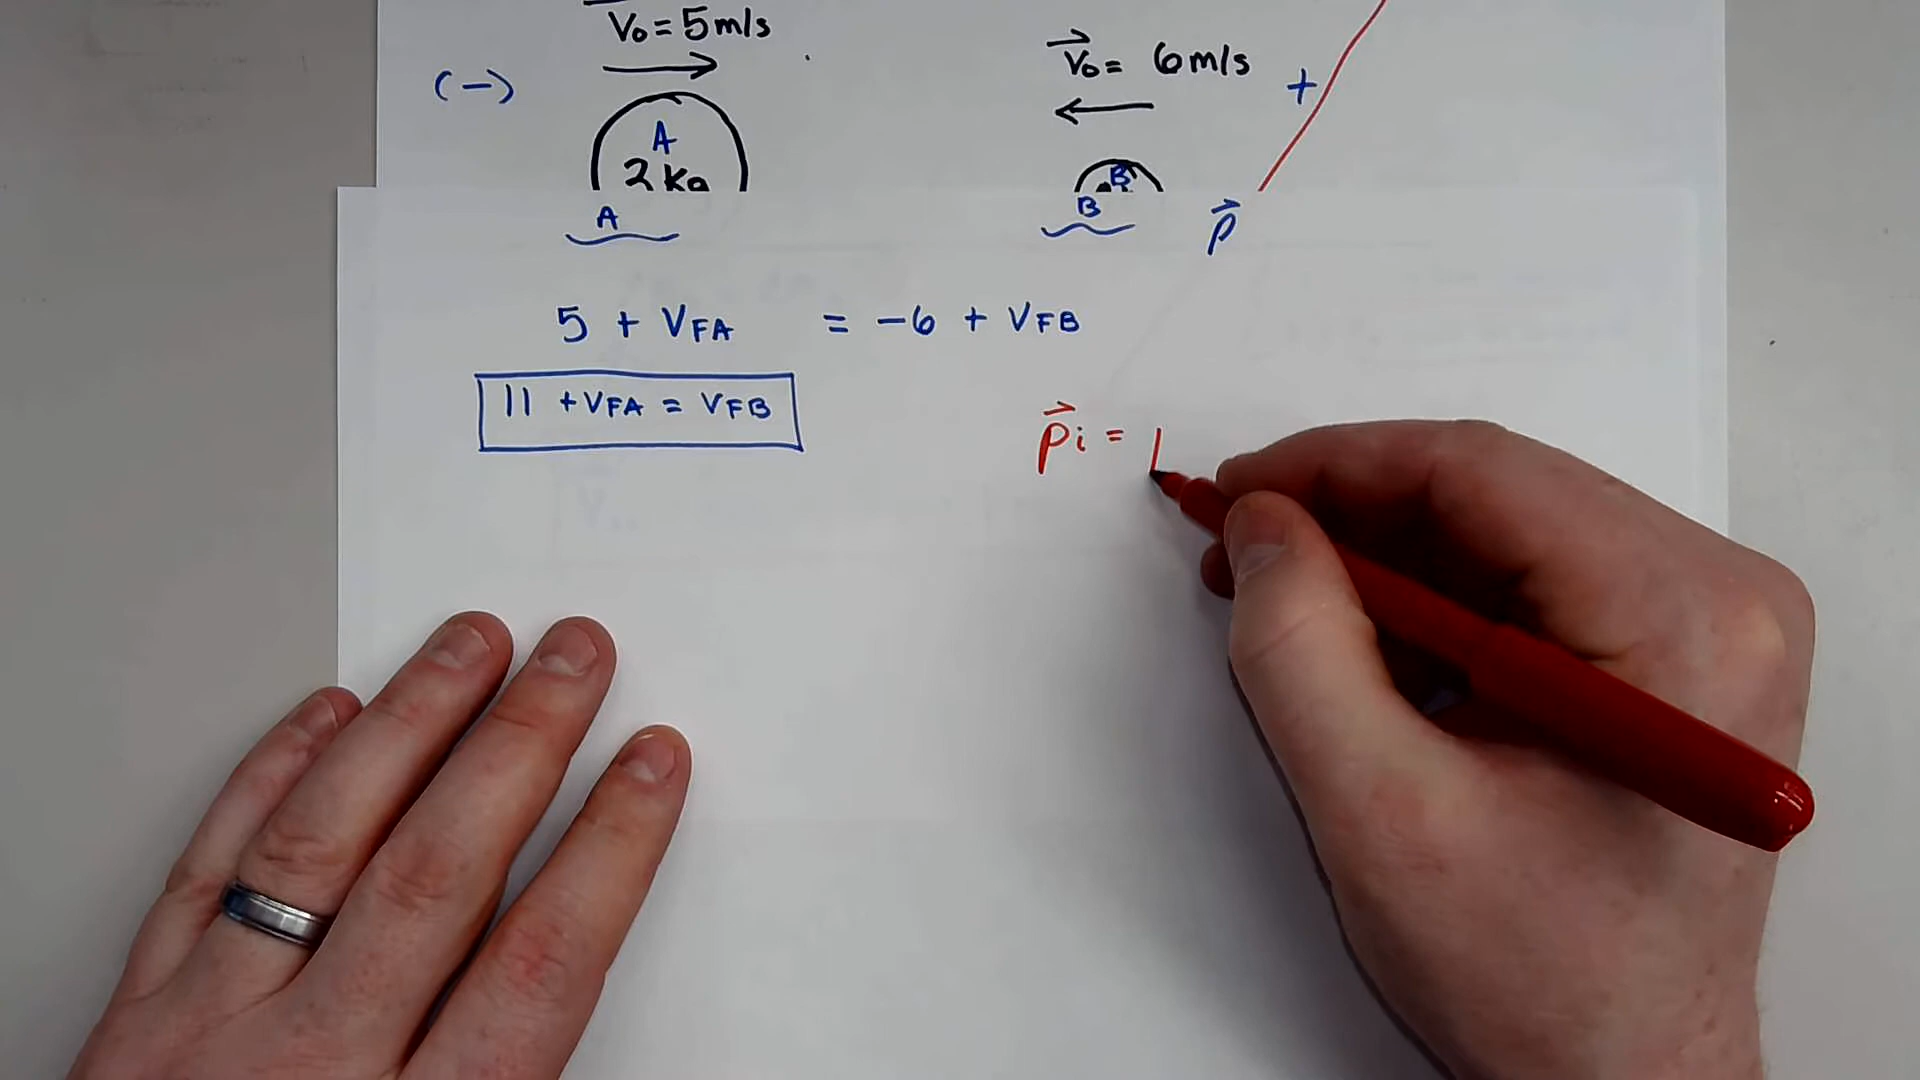 V₀ = 5 m/s
V₀ = 6 m/s
(-) +
A
2 kg
B
A B p
5 + VFA = -6 + VFB
11 + VFA = VFB
pi =